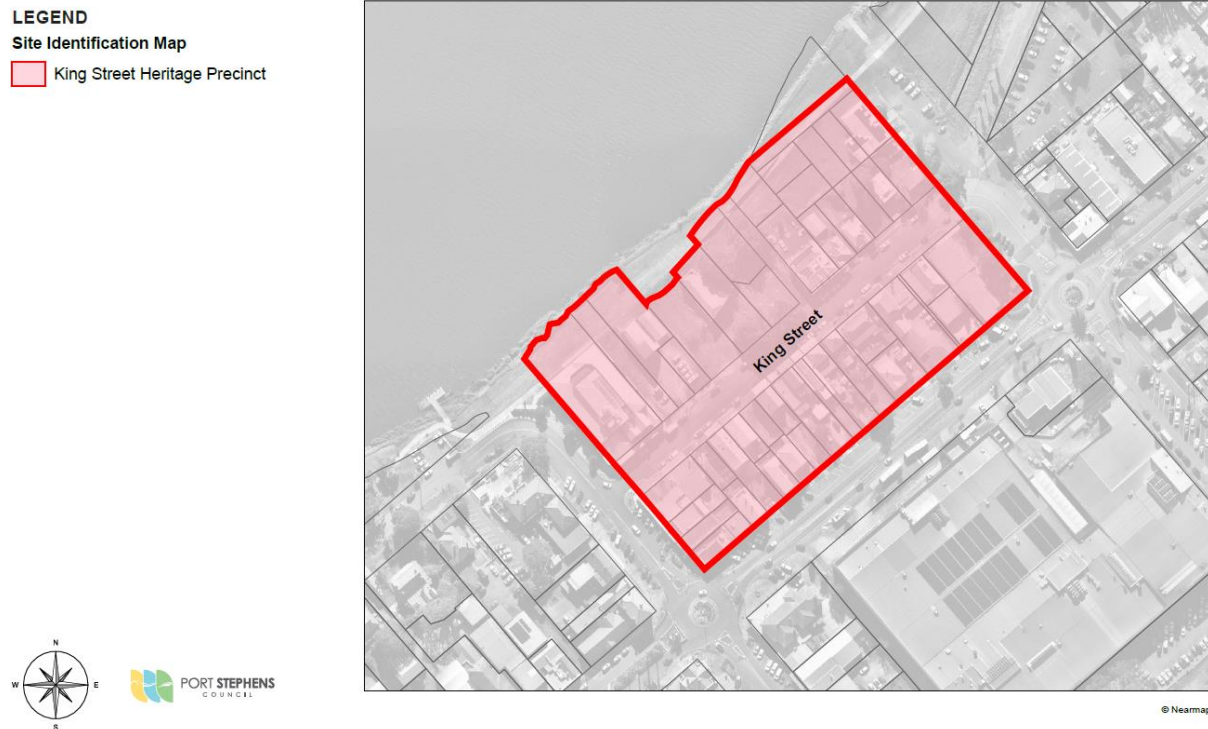 LEGEND
Site Identification Map
King Street Heritage Precinct
King Street
N
W
E
S
PORT STEPHENS
COUNCIL
© Nearmap